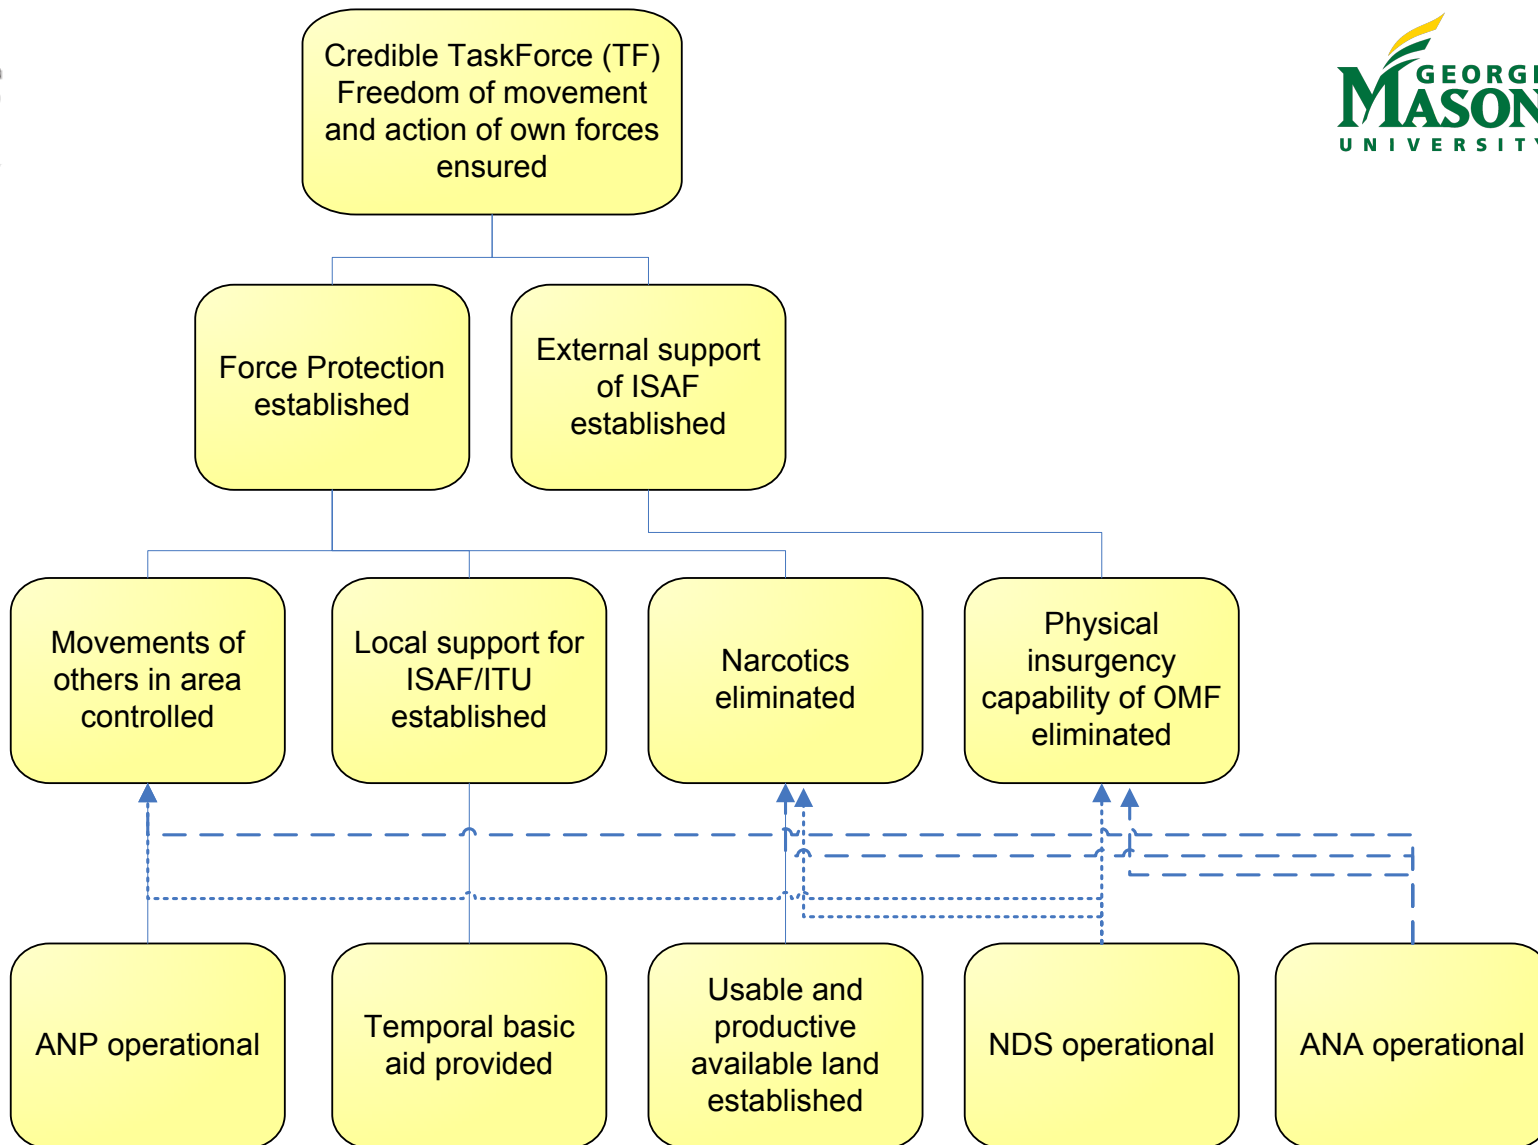 Credible TaskForce (TF)
Freedom of movement
and action of own forces
ensured
GEORGE
MASON
UNIVERSITY
Force Protection
established
External support
of ISAF
established
Movements of
others in area
controlled
Local support for
ISAF/ITU
established
Narcotics
eliminated
Physical
insurgency
capability of OMF
eliminated
ANP operational
Temporal basic
aid provided
Usable and
productive
available land
established
NDS operational
ANA operational